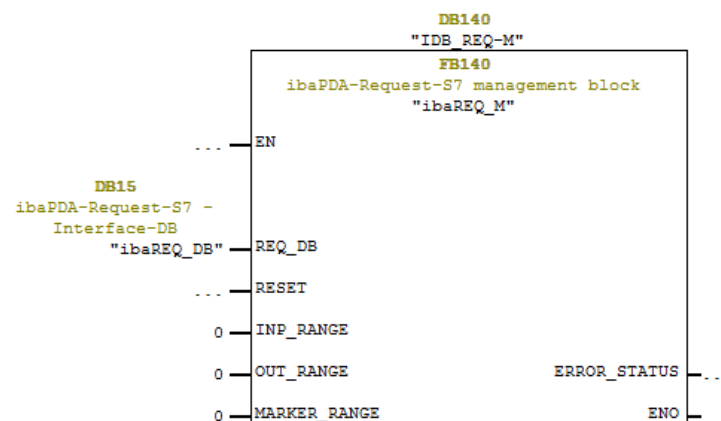 DB140
"IDB_REQ-M"
FB140
ibaPDA-Request-S7 management block
"ibaREQ_M"
... EN
DB15
ibaPDA-Request-S7 -
Interface-DB
"ibaREQ_DB" REQ_DB
... RESET
0 INP_RANGE
0 OUT_RANGE ERROR_STATUS ...
0 MARKER_RANGE ENO